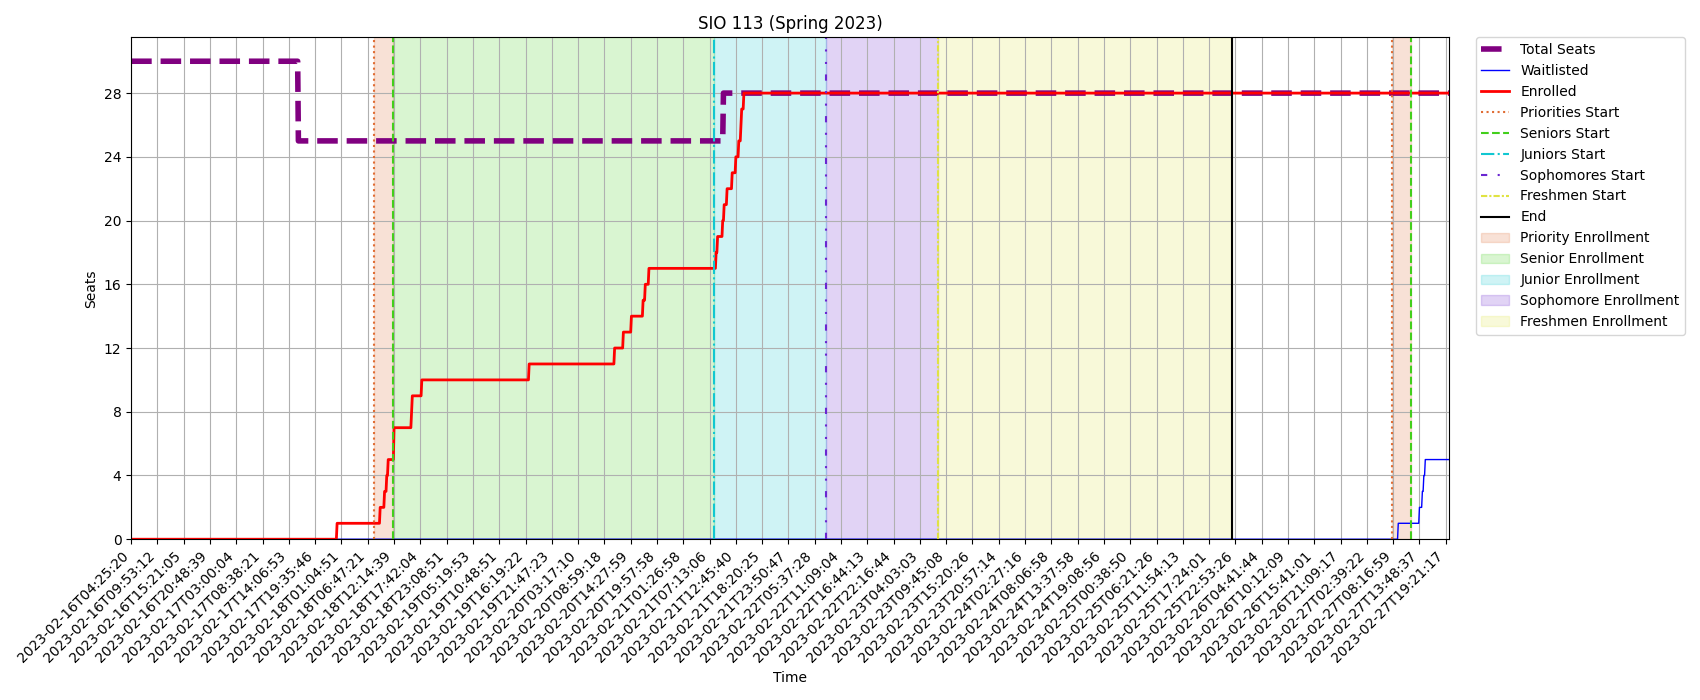 SIO 113 (Spring 2023)
Seats
28
24
20
16
12
8
4
0
2023-02-16T04:25:20
2023-02-16T09:53:12
2023-02-16T15:21:05
2023-02-16T20:48:39
2023-02-17T03:00:04
2023-02-17T08:38:21
2023-02-17T14:06:53
2023-02-17T19:35:46
2023-02-18T01:04:51
2023-02-18T06:47:21
2023-02-18T12:14:39
2023-02-18T17:42:04
2023-02-18T23:08:51
2023-02-19T05:19:53
2023-02-19T10:48:51
2023-02-19T16:19:22
2023-02-19T21:47:23
2023-02-20T03:17:10
2023-02-20T08:59:18
2023-02-20T14:27:59
2023-02-20T19:57:58
2023-02-21T01:26:58
2023-02-21T07:13:06
2023-02-21T12:45:40
2023-02-21T18:20:25
2023-02-21T23:50:47
2023-02-22T05:37:28
2023-02-22T11:09:04
2023-02-22T16:44:13
2023-02-22T22:16:44
2023-02-23T04:03:03
2023-02-23T09:45:08
2023-02-23T15:20:26
2023-02-23T20:57:14
2023-02-24T02:27:16
2023-02-24T08:06:58
2023-02-24T13:37:58
2023-02-24T19:08:56
2023-02-25T00:38:50
2023-02-25T06:21:26
2023-02-25T11:54:13
2023-02-25T17:24:01
2023-02-25T22:53:26
2023-02-26T04:41:44
2023-02-26T10:12:09
2023-02-26T15:41:01
2023-02-26T21:09:17
2023-02-27T02:39:22
2023-02-27T08:16:59
2023-02-27T13:48:37
2023-02-27T19:21:17
Time
Total Seats
Waitlisted
Enrolled
Priorities Start
Seniors Start
Juniors Start
Sophomores Start
Freshmen Start
End
Priority Enrollment
Senior Enrollment
Junior Enrollment
Sophomore Enrollment
Freshmen Enrollment